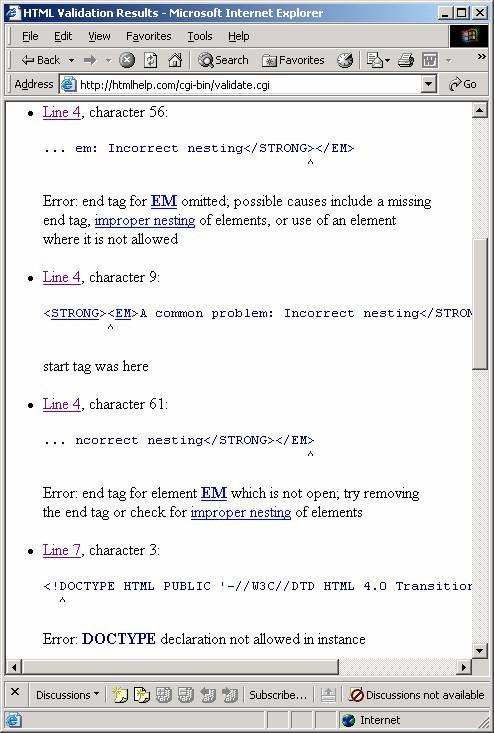 HTML Validation Results - Microsoft Internet Explorer
File Edit View Favorites Tools Help
Back Search Favorites »
Address http://htmlhelp.com/cgi-bin/validate.cgi Go
• Line 4, character 56:
... em: Incorrect nesting</STRONG></EM>
^
Error: end tag for EM omitted; possible causes include a missing
end tag, improper nesting of elements, or use of an element
where it is not allowed
• Line 4, character 9:
<STRONG><EM>A common problem: Incorrect nesting</STRON
^
start tag was here
• Line 4, character 61:
... ncorrect nesting</STRONG></EM>
^
Error: end tag for element EM which is not open; try removing
the end tag or check for improper nesting of elements
• Line 7, character 3:
<!DOCTYPE HTML PUBLIC '-//W3C//DTD HTML 4.0 Transition
^
Error: DOCTYPE declaration not allowed in instance
Discussions Subscribe... Discussions not available
Internet